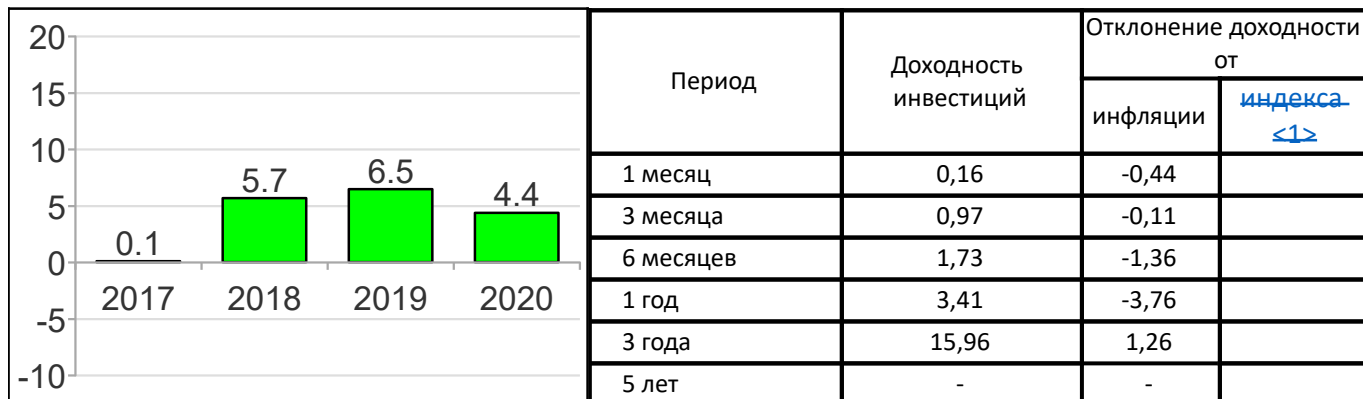 20
15
10
5
0
-5
-10
0.1
5.7
6.5
4.4
2017 2018 2019 2020
Период
Доходность
инвестиций
Отклонение доходности
от
инфляции
индекса
<1>
1 месяц 0,16 -0,44
3 месяца 0,97 -0,11
6 месяцев 1,73 -1,36
1 год 3,41 -3,76
3 года 15,96 1,26
5 лет - -